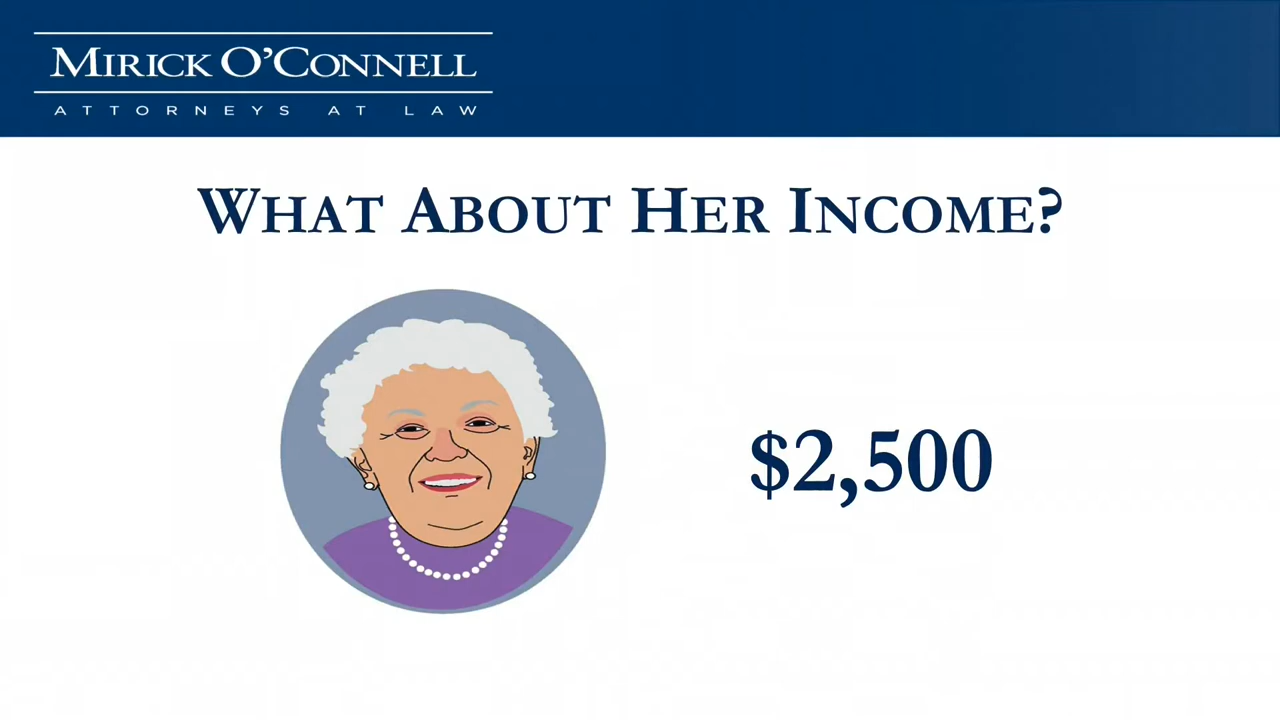 MIRICK O'CONNELL
ATTORNEYS AT LAW
WHAT ABOUT HER INCOME?
$2,500